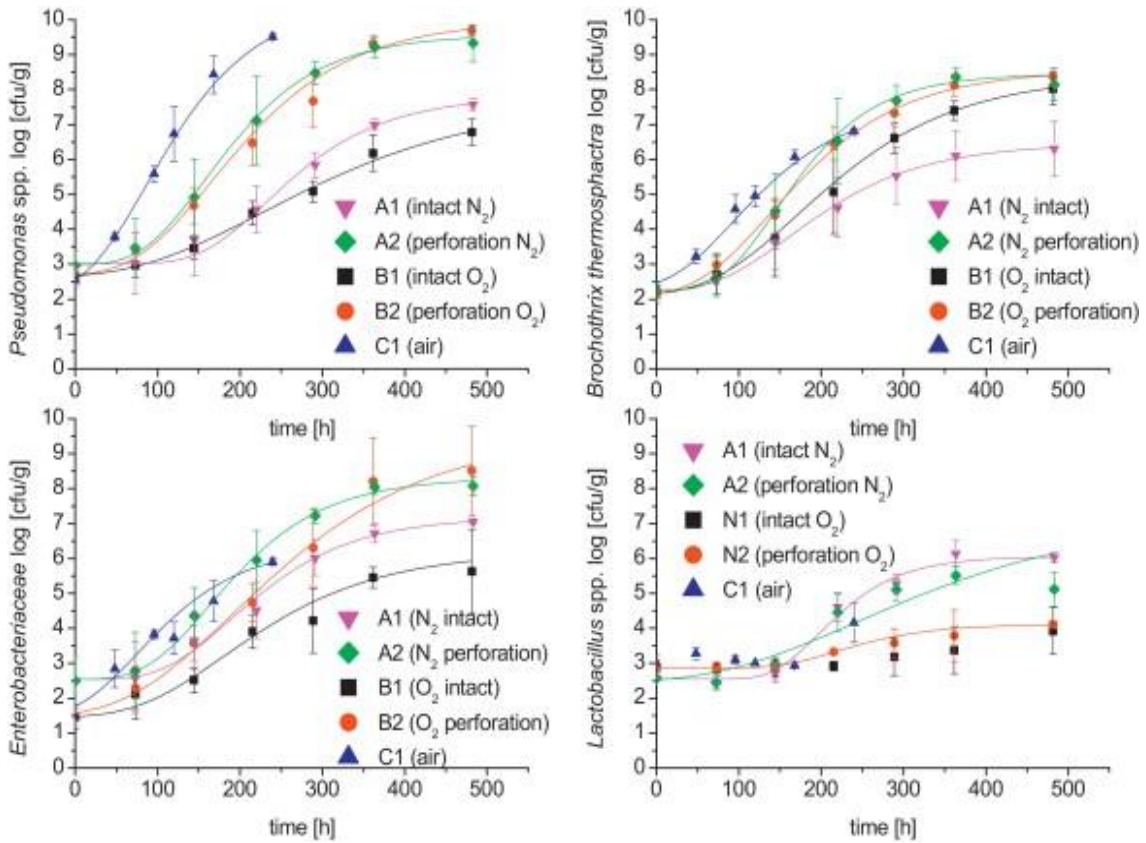 Pseudomonas spp. log [cfu/g]
10
9
8
7
6
5
4
3
2
1
0
A1 (intact N₂)
A2 (perforation N₂)
B1 (intact O₂)
B2 (perforation O₂)
C1 (air)
0 100 200 300 400 500
time [h]
Brochothrix thermosphactra log [cfu/g]
10
9
8
7
6
5
4
3
2
1
0
A1 (N₂ intact)
A2 (N₂ perforation)
B1 (O₂ intact)
B2 (O₂ perforation)
C1 (air)
0 100 200 300 400 500
time [h]
Enterobacteriaceae log [cfu/g]
10
9
8
7
6
5
4
3
2
1
0
A1 (N₂ intact)
A2 (N₂ perforation)
B1 (O₂ intact)
B2 (O₂ perforation)
C1 (air)
0 100 200 300 400 500
time [h]
Lactobacillus spp. log [cfu/g]
10
9
8
7
6
5
4
3
2
1
0
A1 (intact N₂)
A2 (perforation N₂)
N1 (intact O₂)
N2 (perforation O₂)
C1 (air)
0 100 200 300 400 500
time [h]